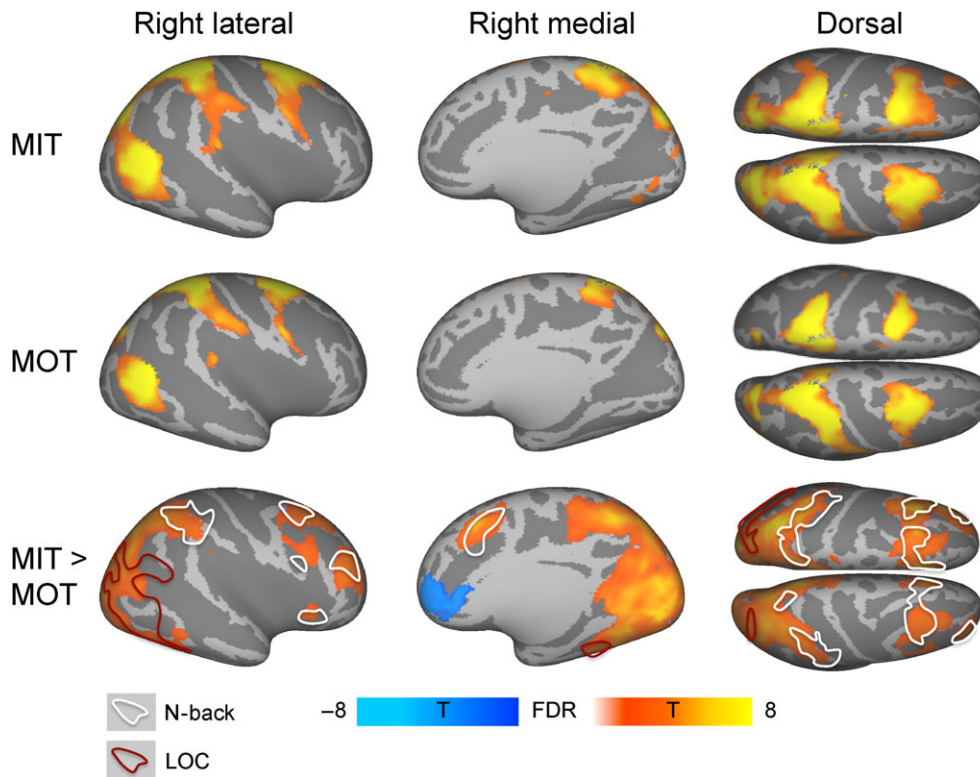 Right lateral
Right medial
Dorsal
MIT
MOT
MIT >
MOT
N-back
–8
T
FDR
T
8
LOC